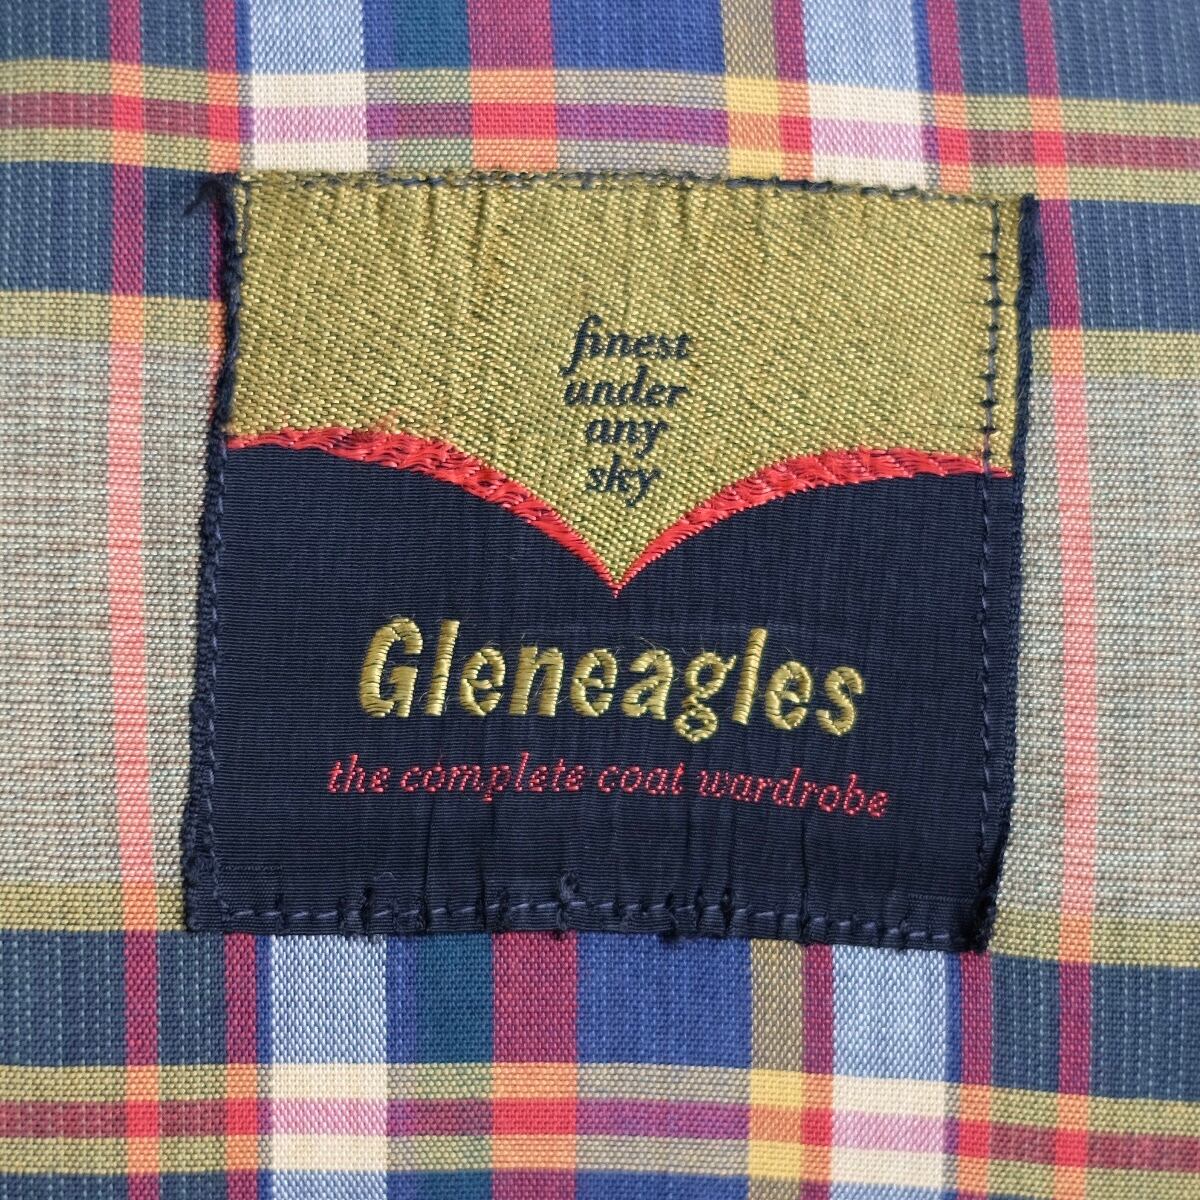 finest
under
any
sky
Gleneagles
the complete coat wardrobe